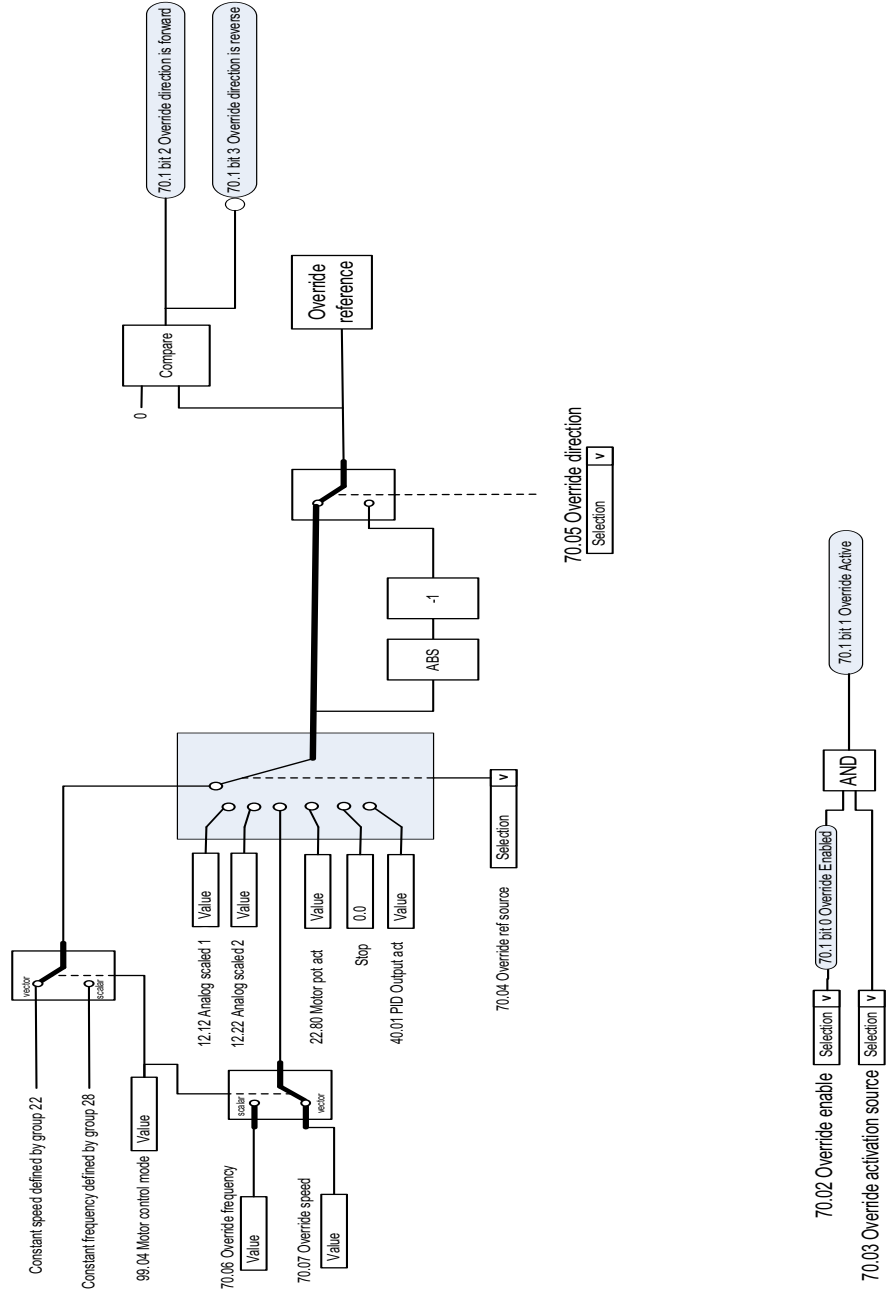 Constant speed defined by group 22
Constant frequency defined by group 28
99.04 Motor control mode
Value
vector
scalar
70.06 Override frequency
Value
70.07 Override speed
Value
scalar
vector
12.12 Analog scaled 1
Value
12.22 Analog scaled 2
Value
22.80 Motor pot act
Value
Stop
0.0
40.01 PID Output act
Value
70.04 Override ref source
Selection
v
ABS
-1
70.05 Override direction
Selection
v
0
Compare
Override
reference
70.1 bit 2 Override direction is forward
70.1 bit 3 Override direction is reverse
70.02 Override enable
Selection
v
70.1 bit 0 Override Enabled
70.03 Override activation source
Selection
v
AND
70.1 bit 1 Override Active